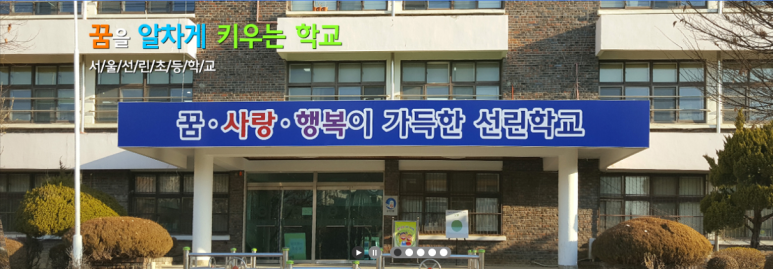 꿈을 알차게 키우는 학교
서/울/선/린/초/등/학/교
꿈·사랑·행복이 가득한 선린학교